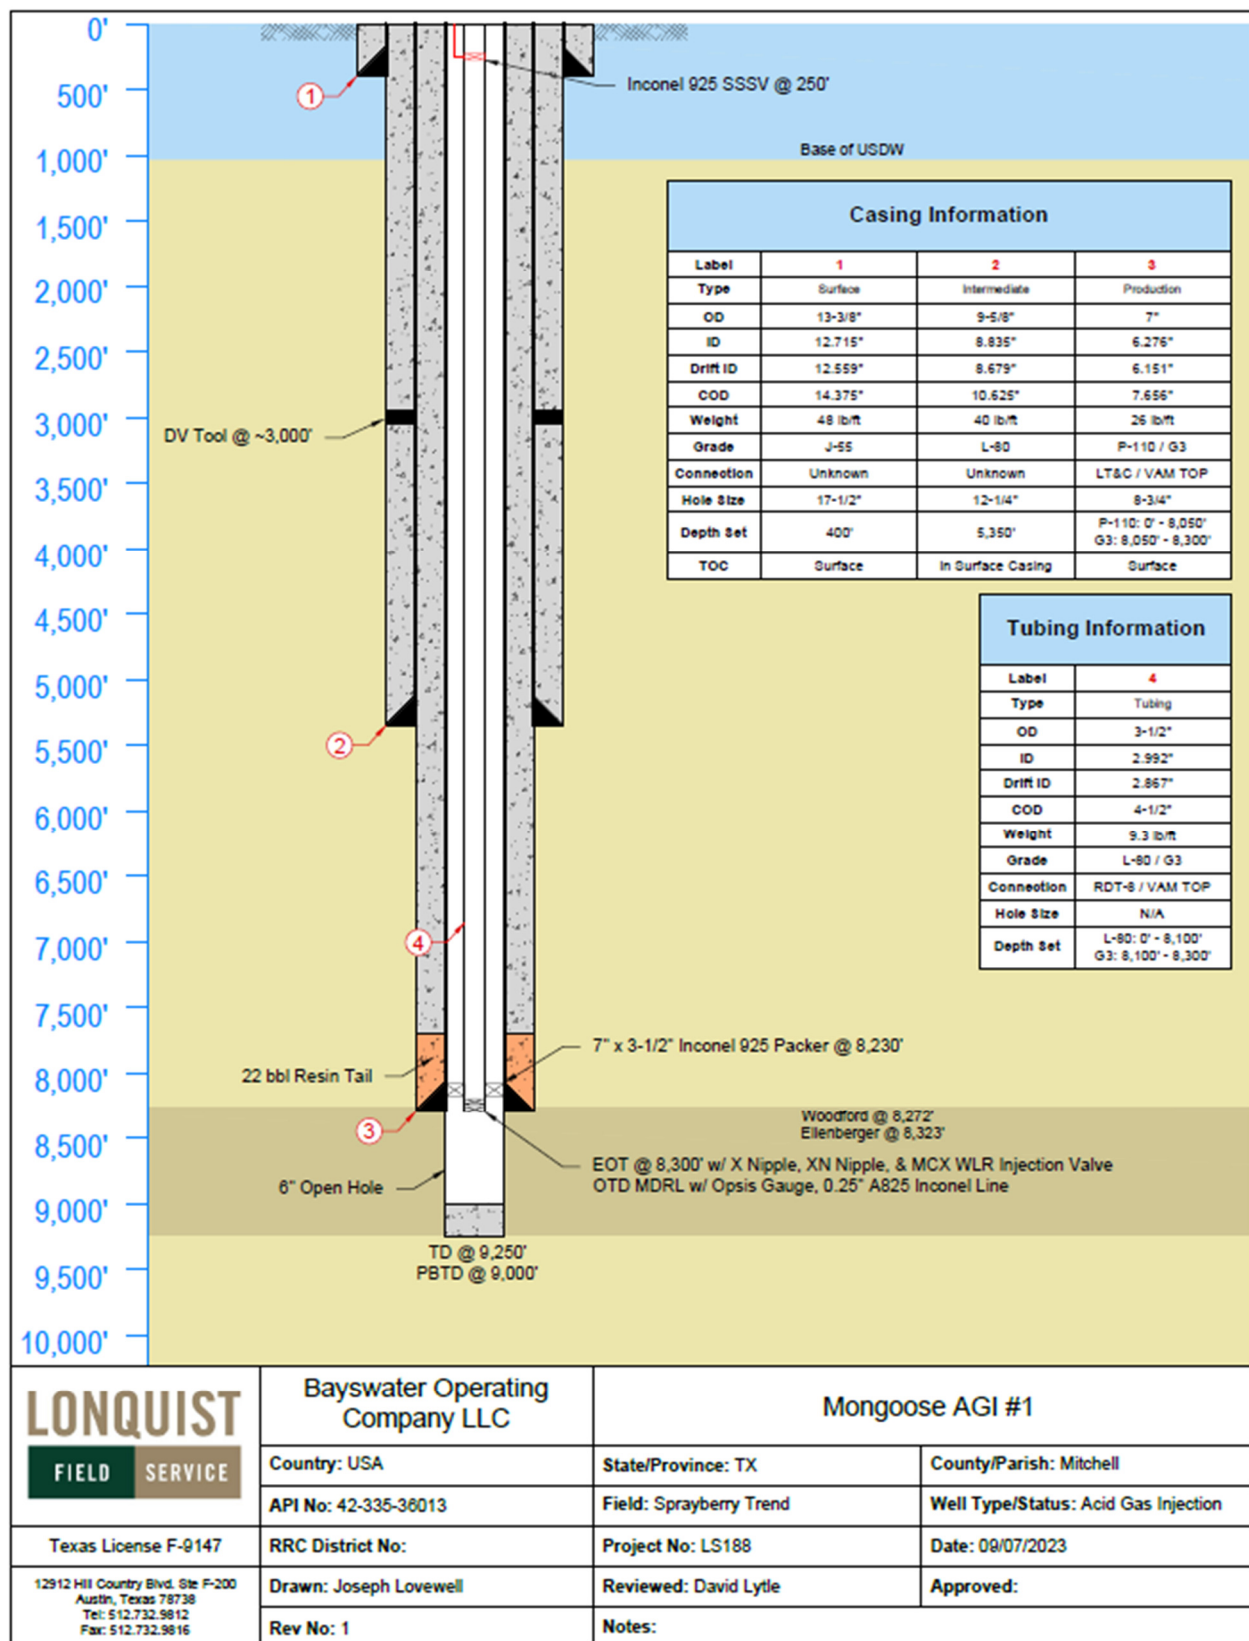 0'
500'
1,000'
1,500'
2,000'
2,500'
3,000'
3,500'
4,000'
4,500'
5,000'
5,500'
6,000'
6,500'
7,000'
7,500'
8,000'
8,500'
9,000'
9,500'
10,000'
1
Inconel 925 SSSV @ 250'
Base of USDW
DV Tool @ ~3,000'
2
4
7" x 3-1/2" Inconel 925 Packer @ 8,230'
22 bbl Resin Tail
3
Woodford @ 8,272'
Ellenberger @ 8,323'
EOT @ 8,300' w/ X Nipple, XN Nipple, & MCX WLR Injection Valve
OTD MDRL w/ Opsis Gauge, 0.25" A825 Inconel Line
6" Open Hole
TD @ 9,250'
PBTD @ 9,000'
Casing Information
Label 1 2 3
Type Surface Intermediate Production
OD 13-3/8" 9-5/8" 7"
ID 12.715" 8.835" 6.276"
Drift ID 12.559" 8.679" 6.151"
COD 14.375" 10.625" 7.656"
Weight 48 lb/ft 40 lb/ft 26 lb/ft
Grade J-55 L-80 P-110 / G3
Connection Unknown Unknown LT&C / VAM TOP
Hole Size 17-1/2" 12-1/4" 8-3/4"
Depth Set 400' 5,350' P-110: 0' - 8,050'
G3: 8,050' - 8,300'
TOC Surface In Surface Casing Surface
Tubing Information
Label 4
Type Tubing
OD 3-1/2"
ID 2.992"
Drift ID 2.867"
COD 4-1/2"
Weight 9.3 lb/ft
Grade L-80 / G3
Connection RDT-8 / VAM TOP
Hole Size N/A
Depth Set L-80: 0' - 8,100'
G3: 8,100' - 8,300'
LONQUIST
FIELD SERVICE
Texas License F-9147
12912 Hill Country Blvd. Ste F-200
Austin, Texas 78738
Tel: 512.732.9812
Fax: 512.732.9816
Bayswater Operating
Company LLC
Mongoose AGI #1
Country: USA
State/Province: TX
County/Parish: Mitchell
API No: 42-335-36013
Field: Sprayberry Trend
Well Type/Status: Acid Gas Injection
RRC District No:
Project No: LS188
Date: 09/07/2023
Drawn: Joseph Lovewell
Reviewed: David Lytle
Approved:
Rev No: 1
Notes: